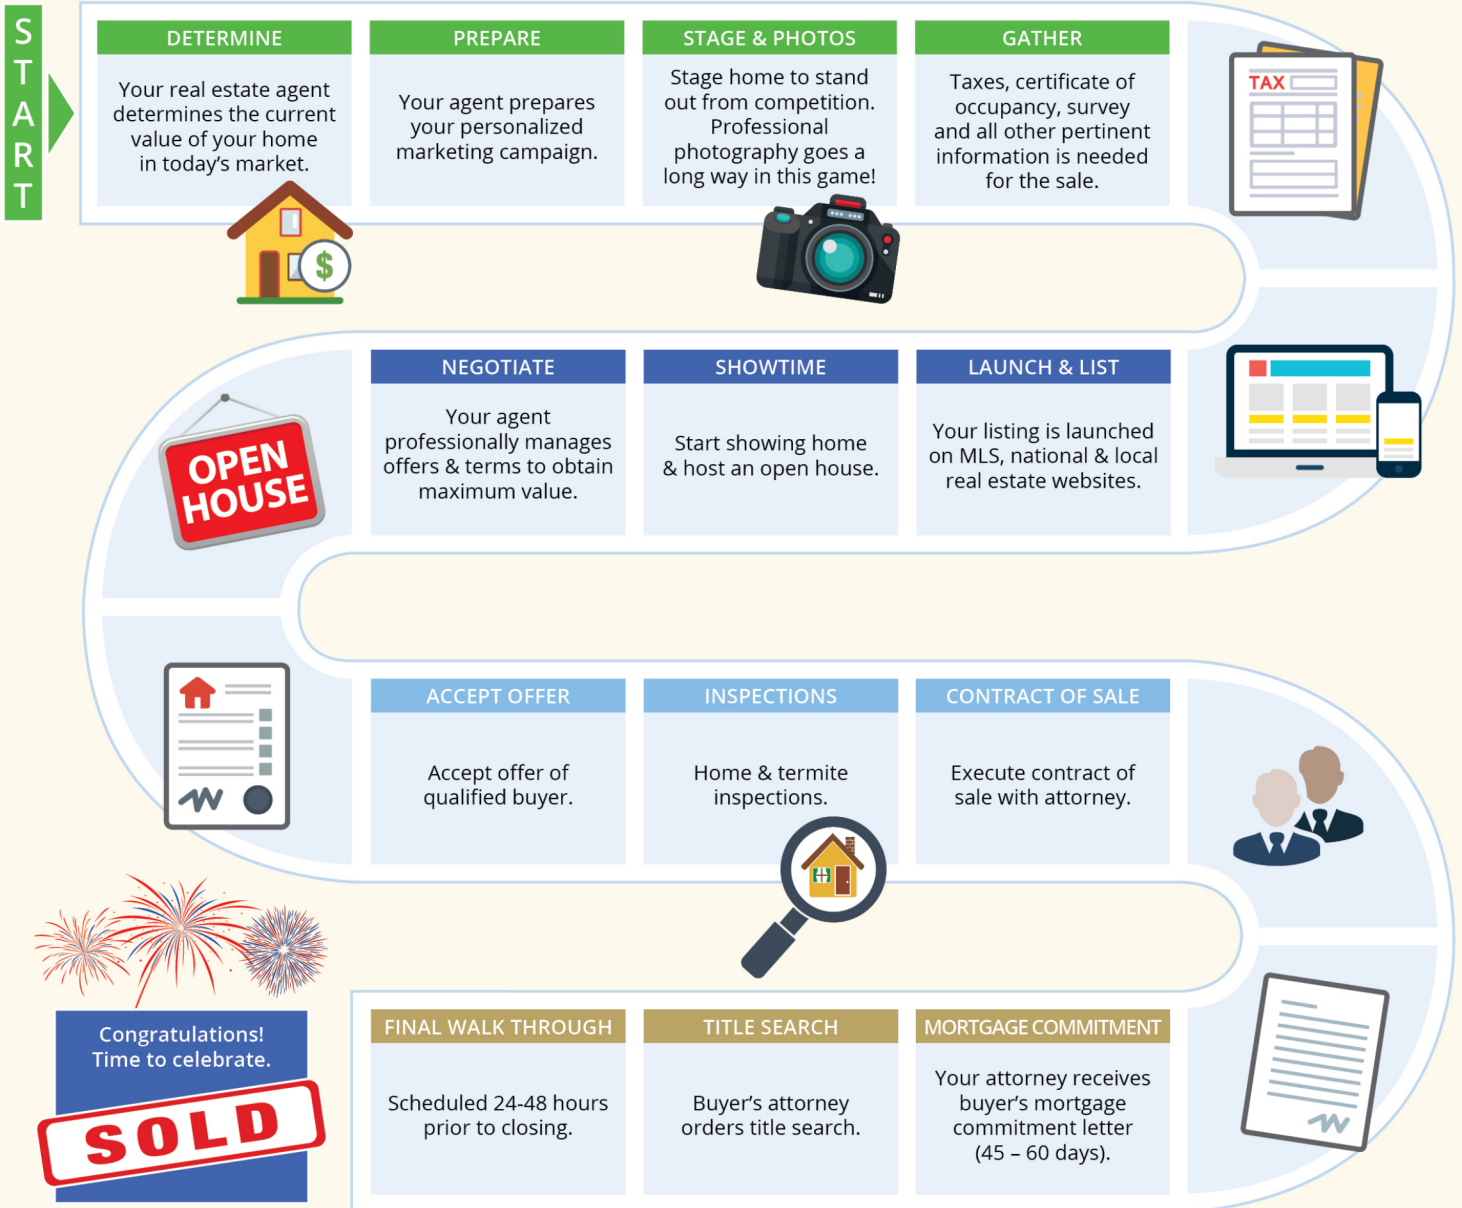 START
DETERMINE
Your real estate agent
determines the current
value of your home
in today's market.
PREPARE
Your agent prepares
your personalized
marketing campaign.
STAGE & PHOTOS
Stage home to stand
out from competition.
Professional
photography goes a
long way in this game!
GATHER
Taxes, certificate of
occupancy, survey
and all other pertinent
information is needed
for the sale.
TAX
$
LAUNCH & LIST
Your listing is launched
on MLS, national & local
real estate websites.
SHOWTIME
Start showing home
& host an open house.
NEGOTIATE
Your agent
professionally manages
offers & terms to obtain
maximum value.
OPEN
HOUSE
ACCEPT OFFER
Accept offer of
qualified buyer.
INSPECTIONS
Home & termite
inspections.
CONTRACT OF SALE
Execute contract of
sale with attorney.
MORTGAGE COMMITMENT
Your attorney receives
buyer's mortgage
commitment letter
(45 – 60 days).
TITLE SEARCH
Buyer's attorney
orders title search.
FINAL WALK THROUGH
Scheduled 24-48 hours
prior to closing.
Congratulations!
Time to celebrate.
SOLD